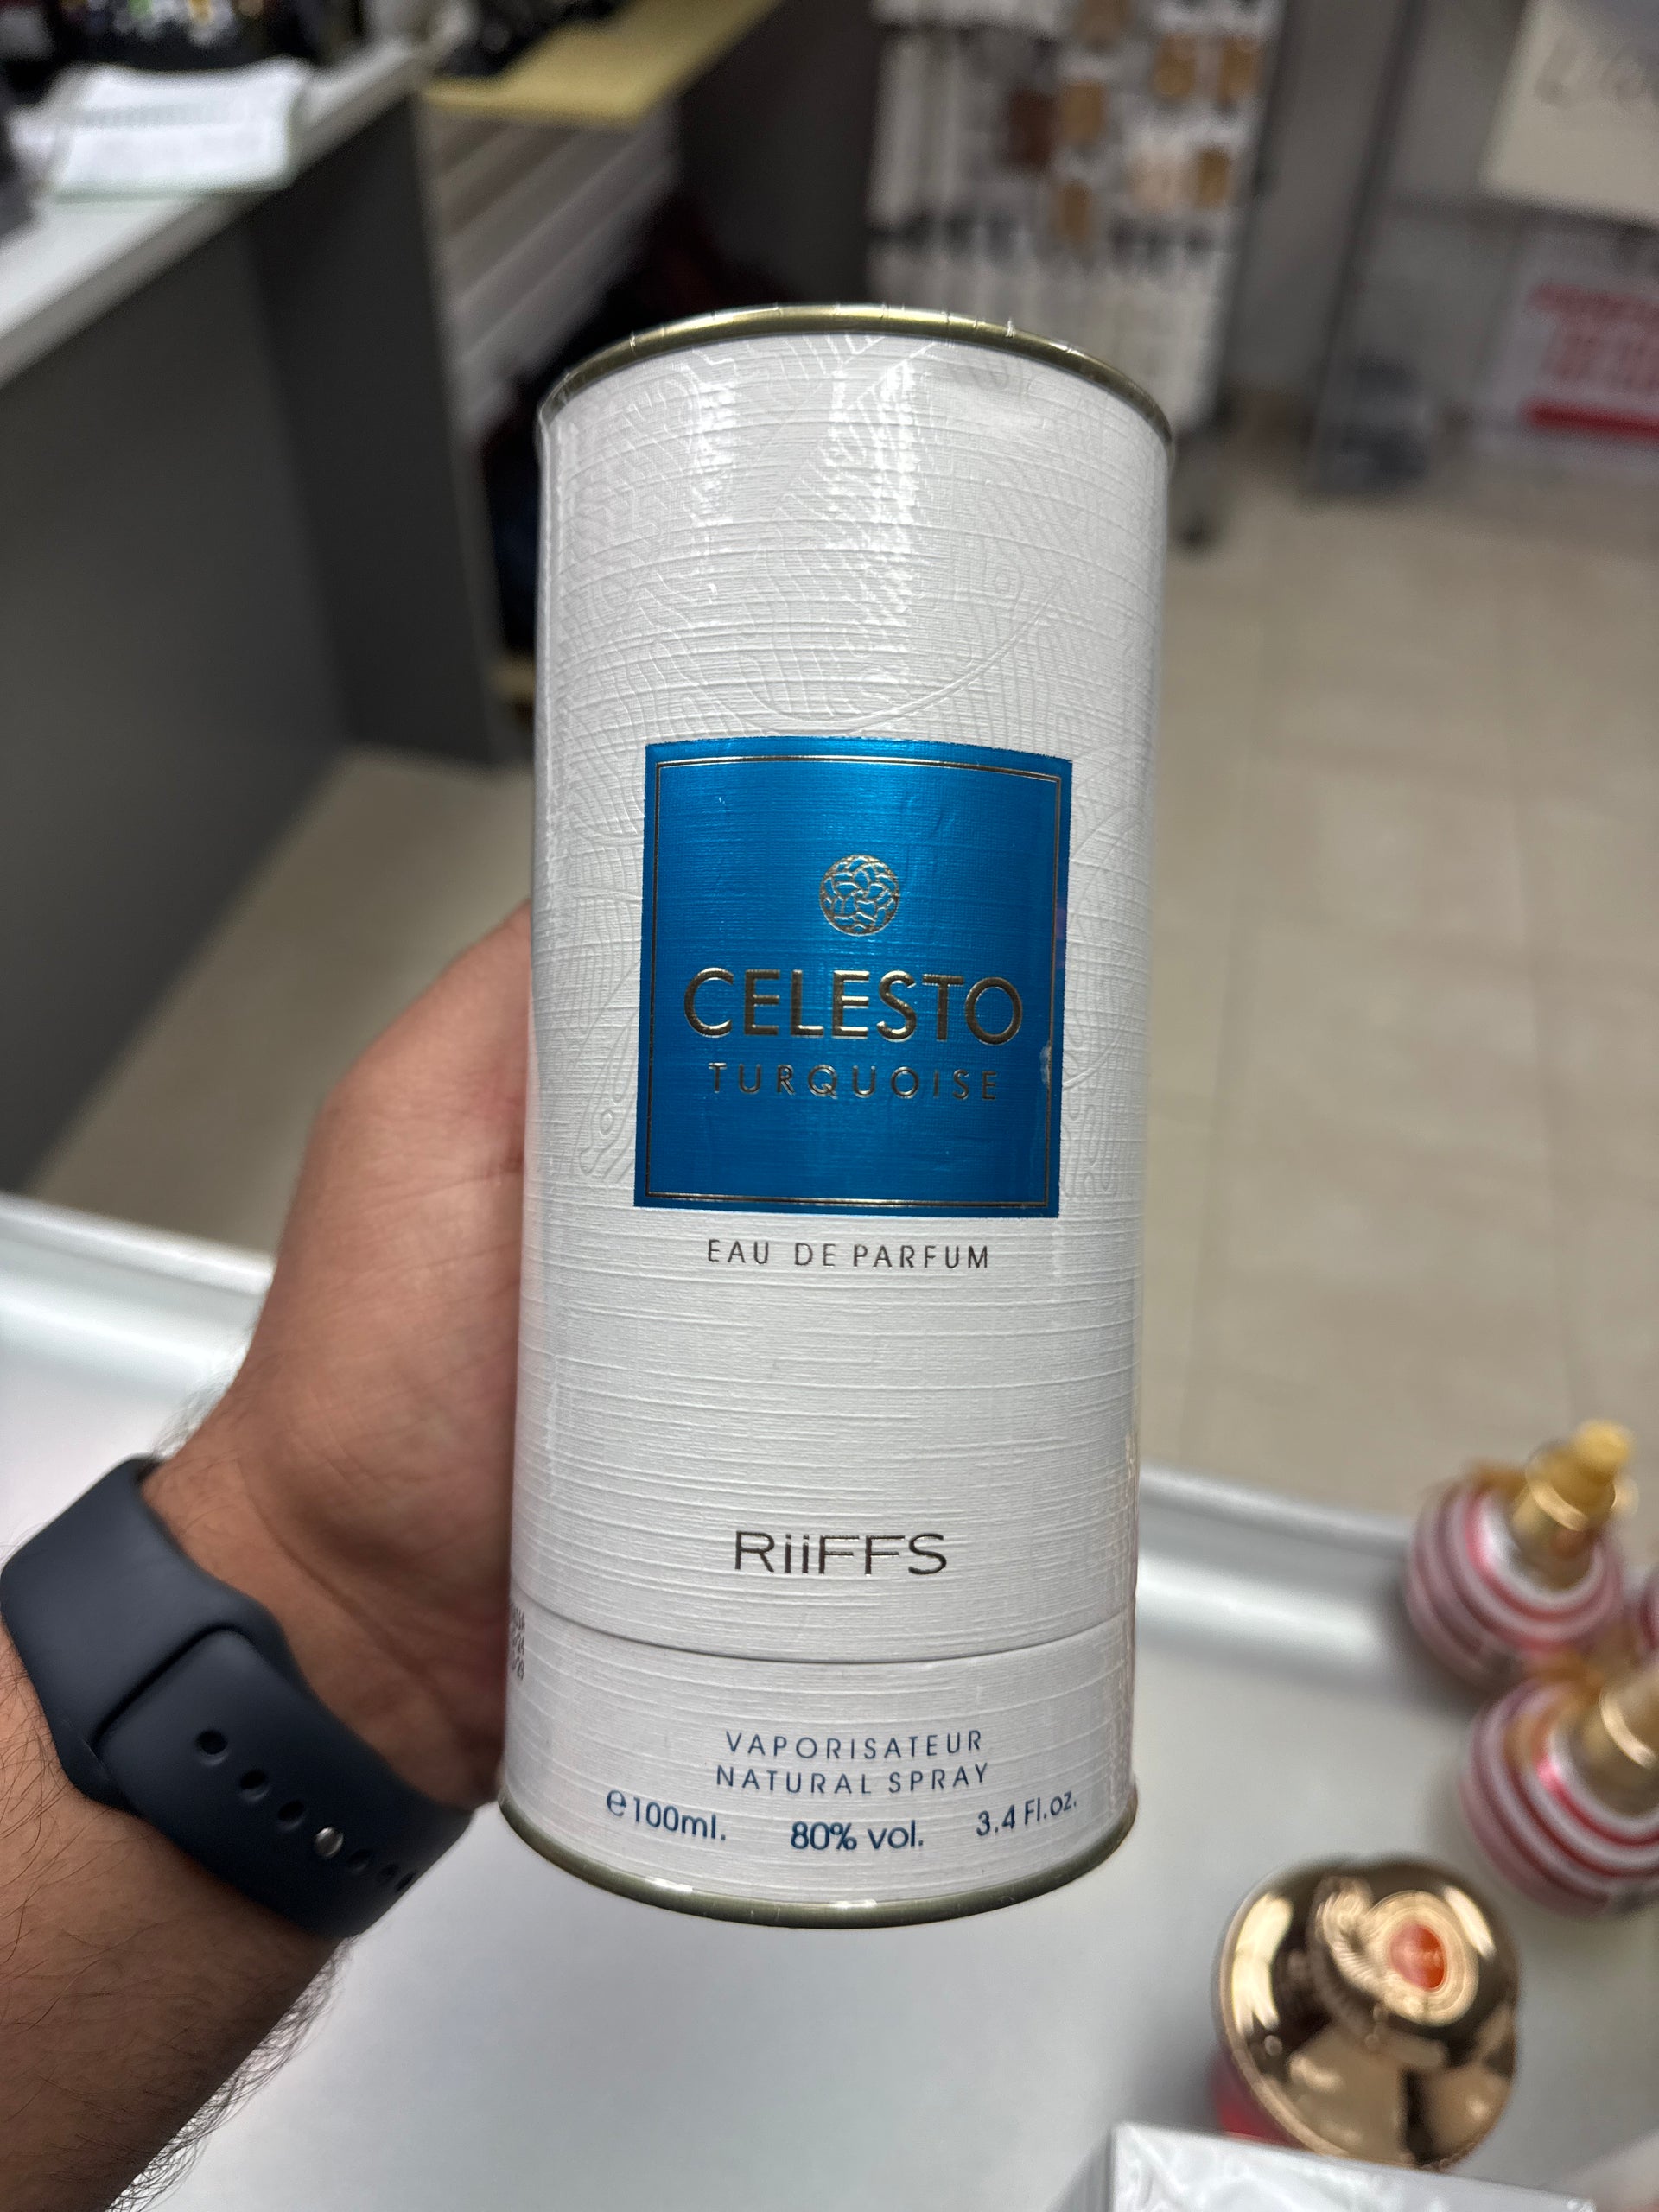 CELESTO
TURQUOISE
EAU DE PARFUM
RiiFFS
VAPORISATEUR
NATURAL SPRAY
℮100ml. 80% vol. 3.4 Fl.oz.